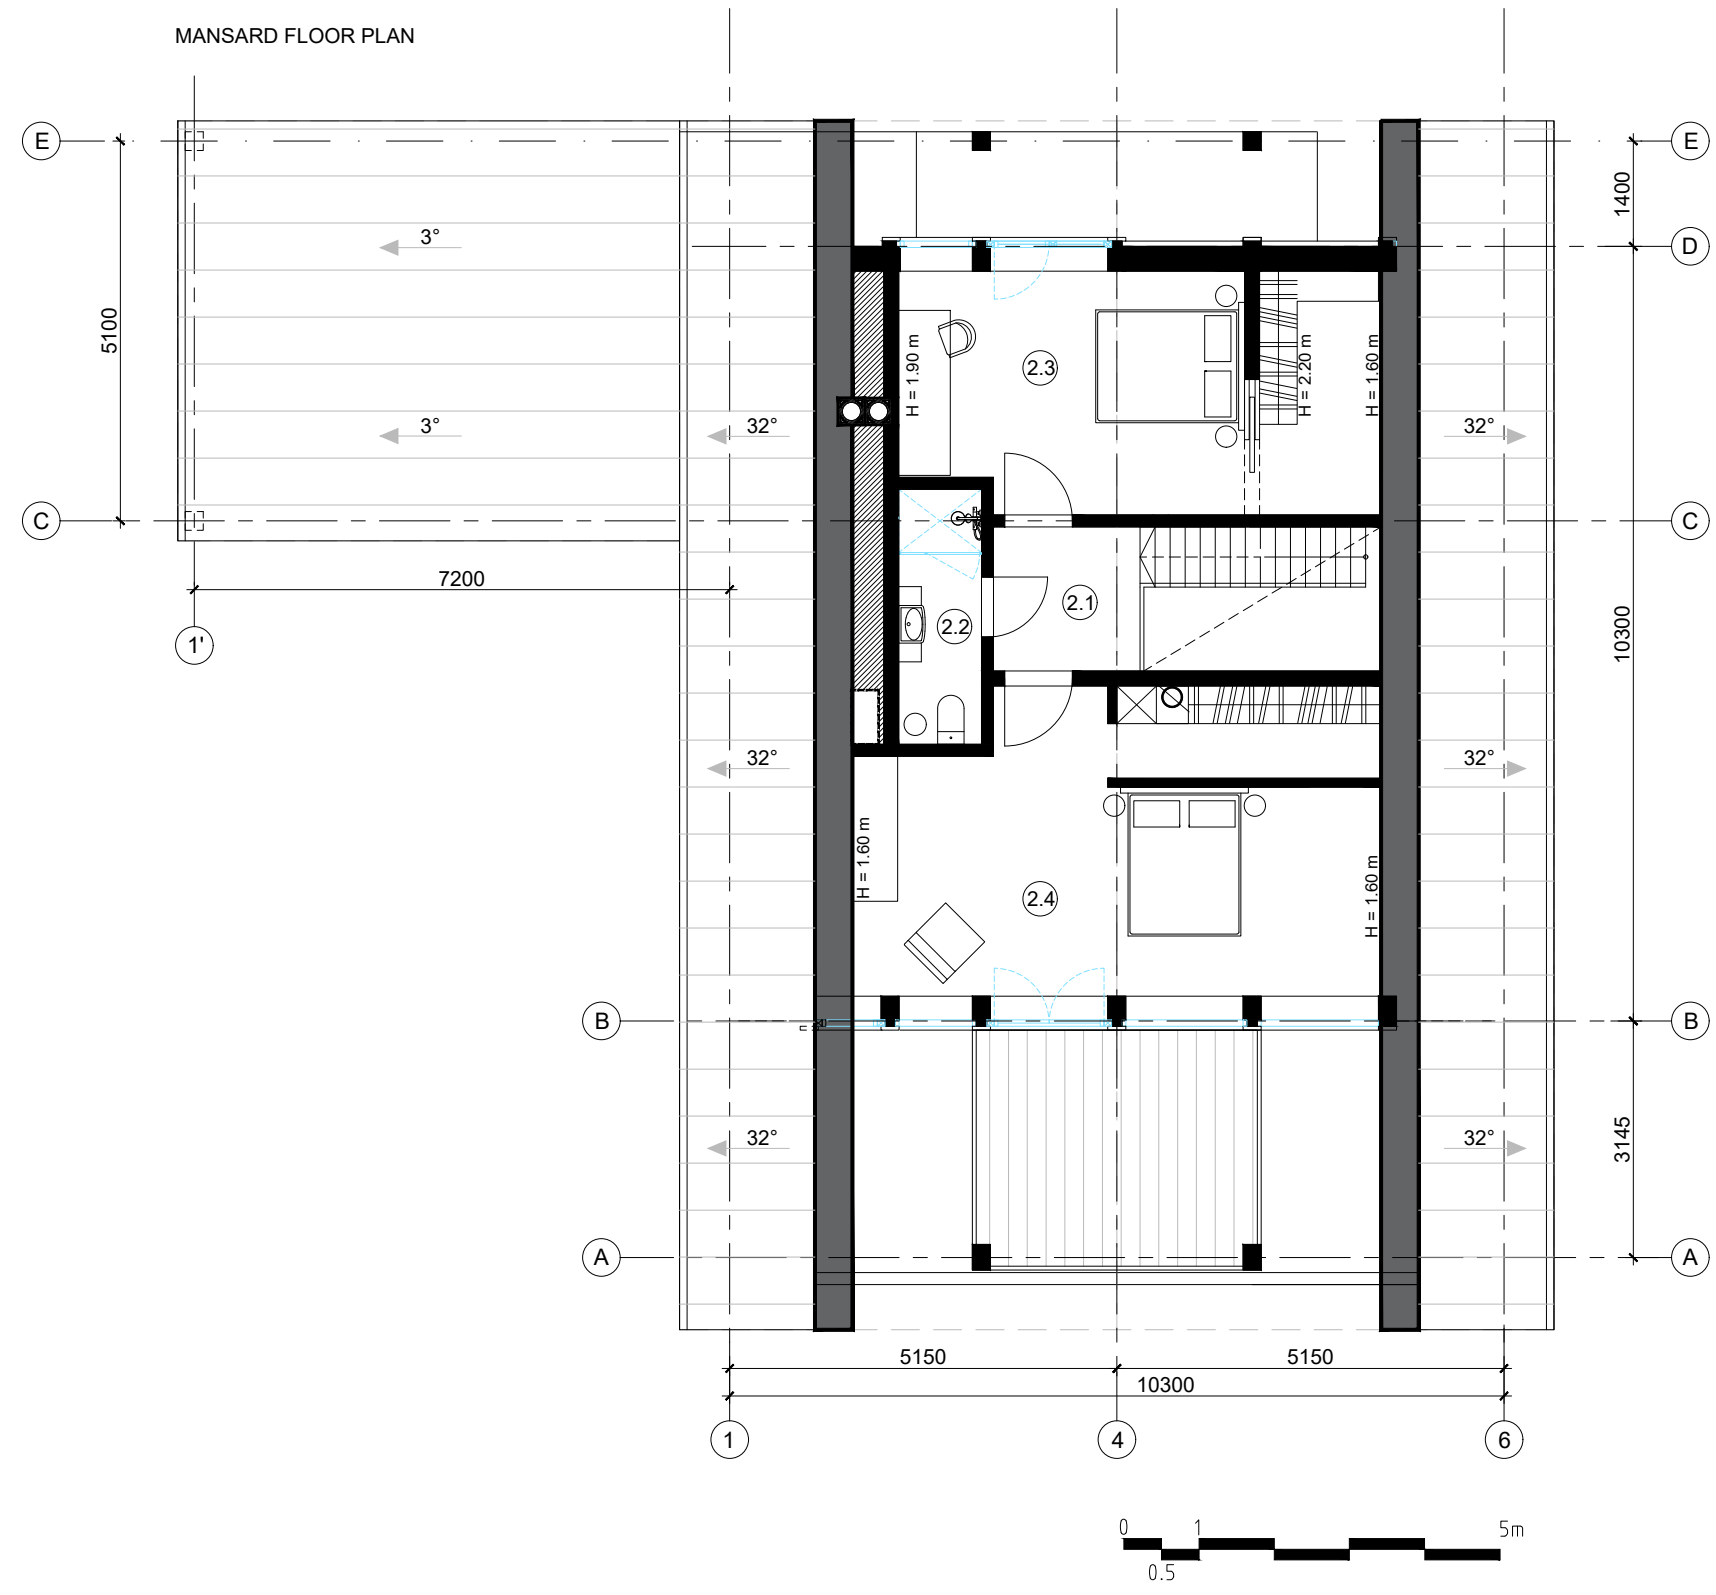 MANSARD FLOOR PLAN
E
E
1400
3°
D
5100
10300
H = 1.90 m
2.3
H = 2.20 m
H = 1.60 m
3°
32°
32°
C
C
7200
2.1
2.2
1'
32°
32°
H = 1.60 m
2.4
H = 1.60 m
B
B
32°
32°
3145
A
A
5150
5150
10300
1
4
6
0
1
5m
0.5